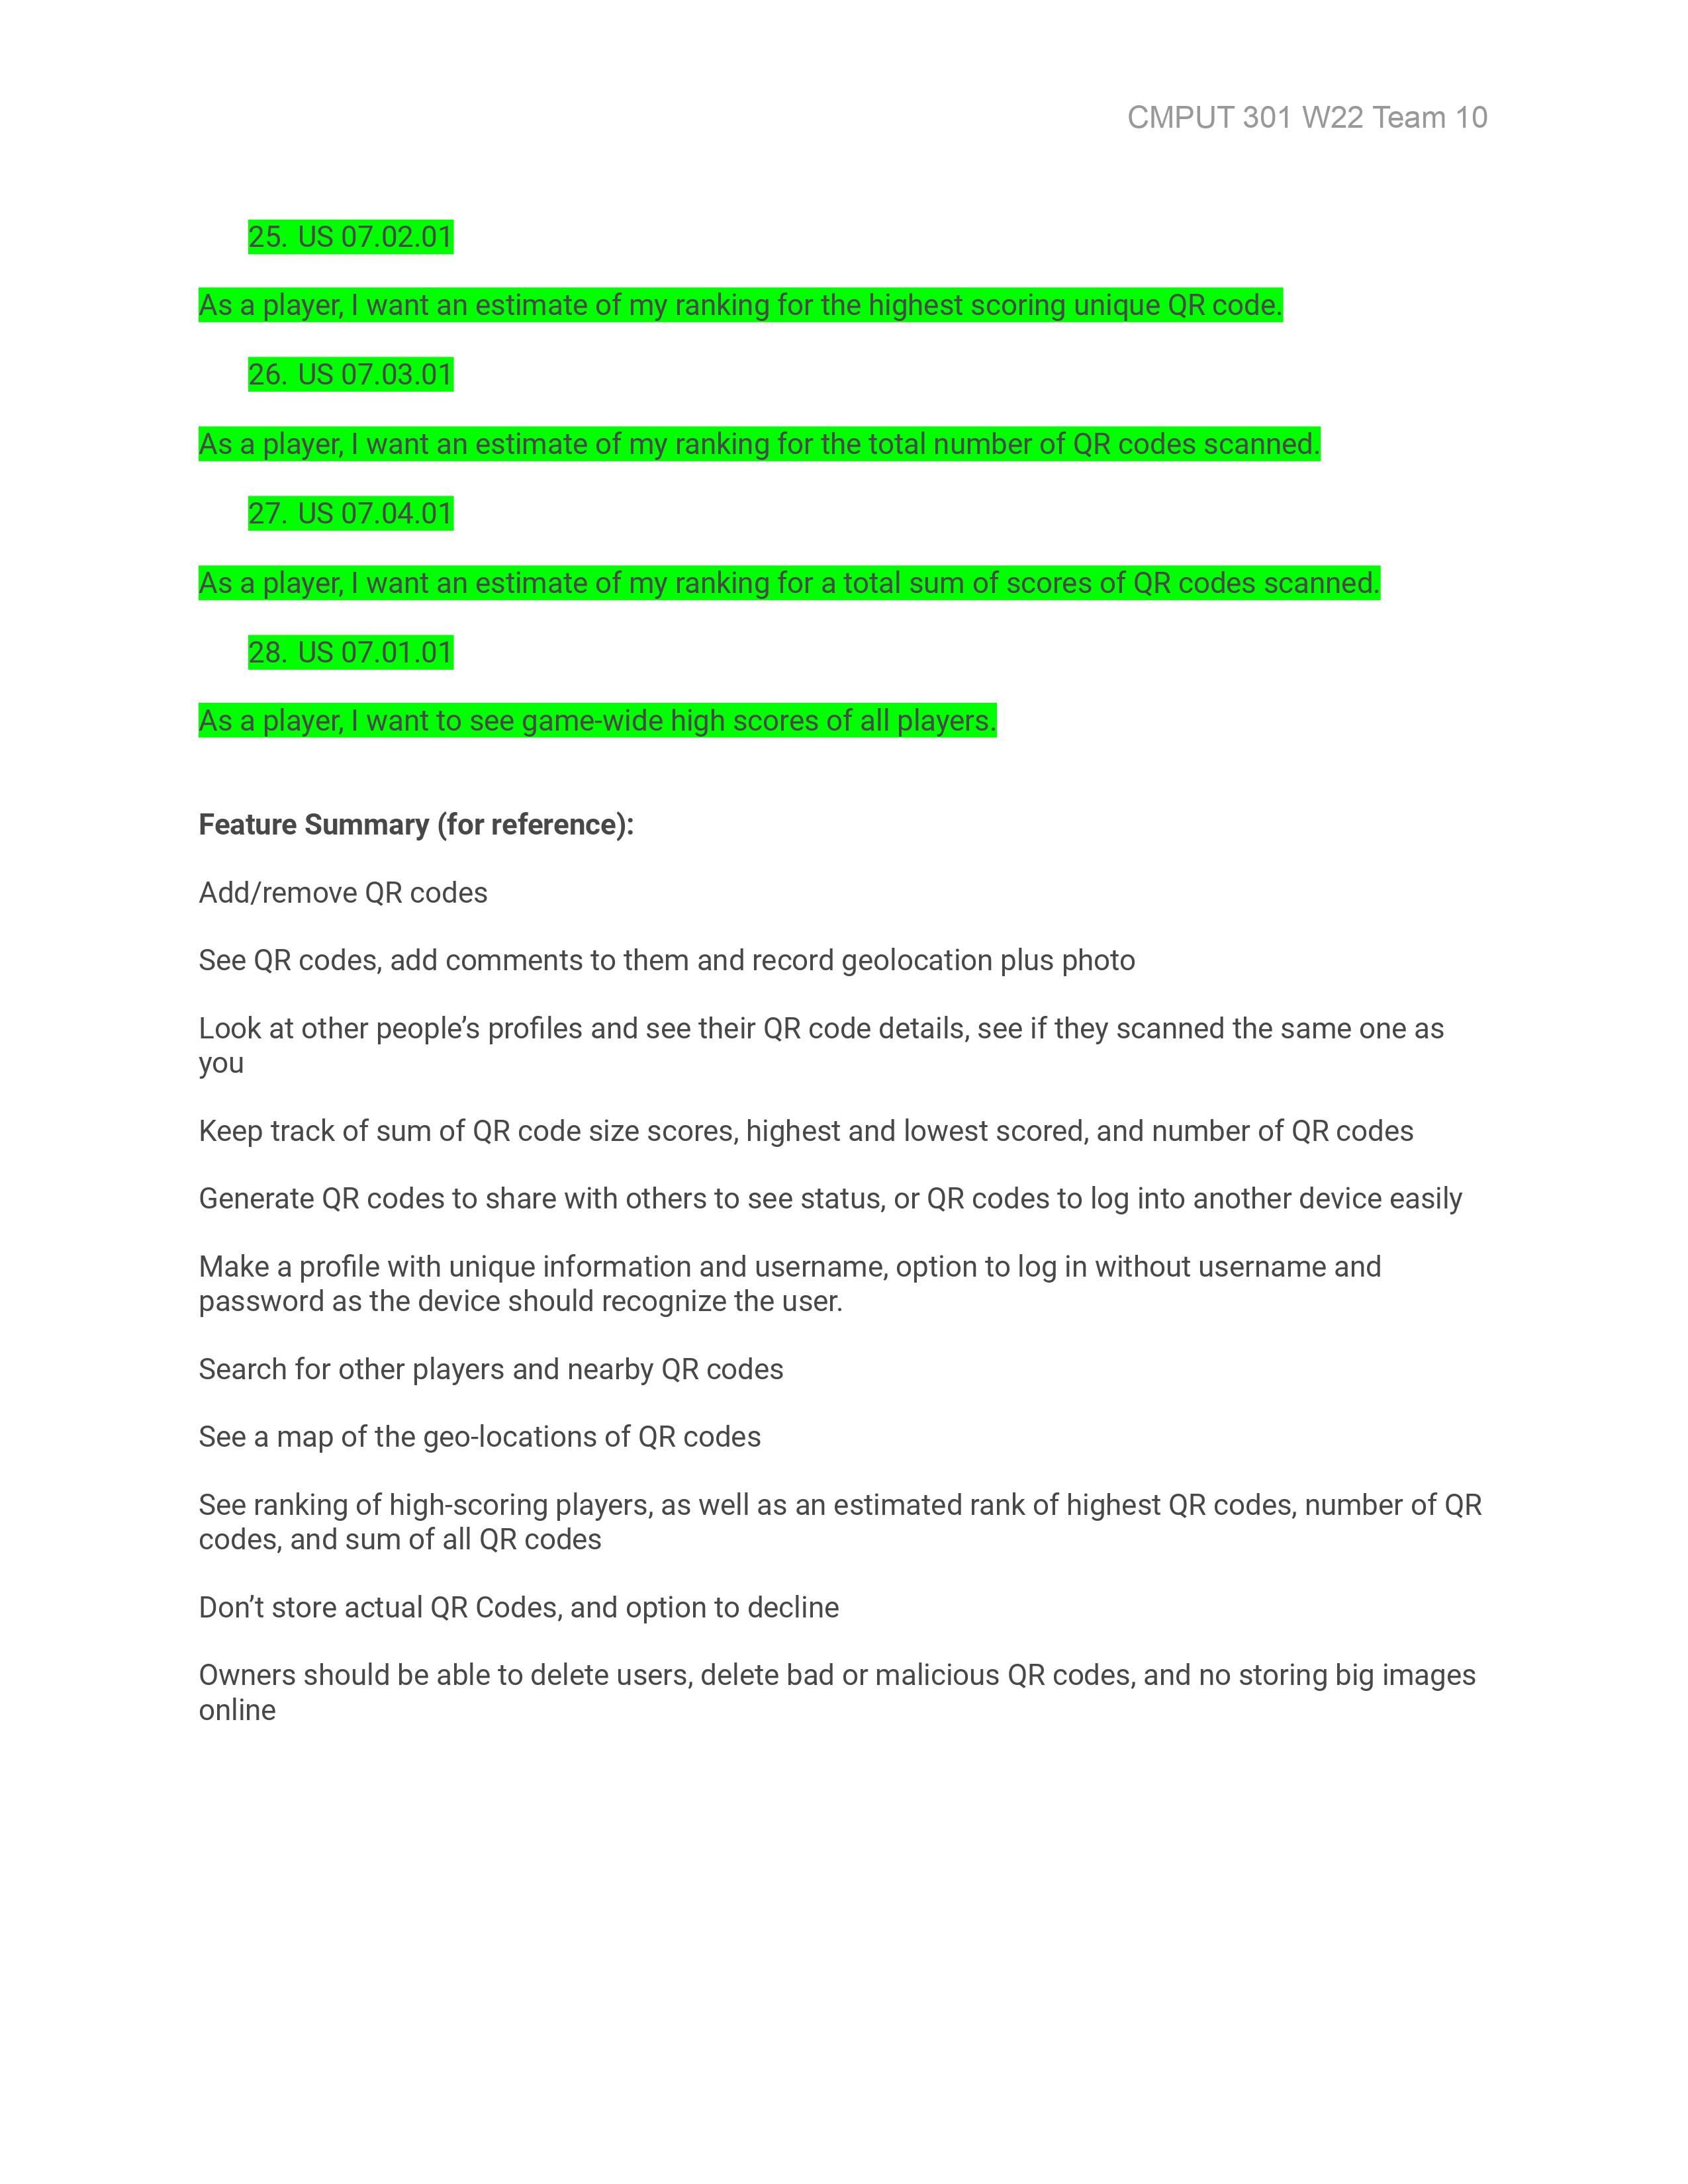 CMPUT 301 W22 Team 10
25. US 07.02.01
As a player, I want an estimate of my ranking for the highest scoring unique QR code.
26. US 07.03.01
As a player, I want an estimate of my ranking for the total number of QR codes scanned.
27. US 07.04.01
As a player, I want an estimate of my ranking for a total sum of scores of QR codes scanned.
28. US 07.01.01
As a player, I want to see game-wide high scores of all players.
Feature Summary (for reference):
Add/remove QR codes
See QR codes, add comments to them and record geolocation plus photo
Look at other people’s profiles and see their QR code details, see if they scanned the same one as
you
Keep track of sum of QR code size scores, highest and lowest scored, and number of QR codes
Generate QR codes to share with others to see status, or QR codes to log into another device easily
Make a profile with unique information and username, option to log in without username and
password as the device should recognize the user.
Search for other players and nearby QR codes
See a map of the geo-locations of QR codes
See ranking of high-scoring players, as well as an estimated rank of highest QR codes, number of QR
codes, and sum of all QR codes
Don’t store actual QR Codes, and option to decline
Owners should be able to delete users, delete bad or malicious QR codes, and no storing big images
online